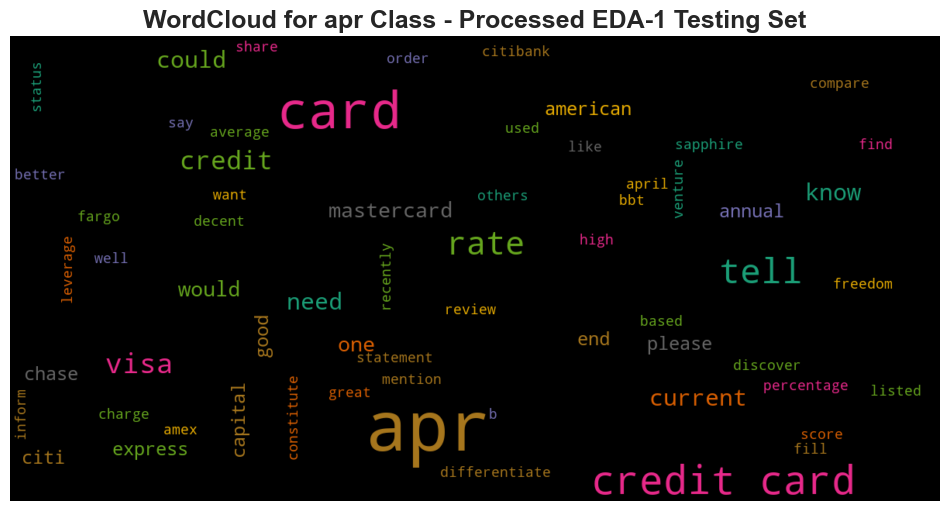 WordCloud for apr Class - Processed EDA-1 Testing Set
share
could
order
citibank
status
compare
card
american
say
average
used
like
sapphire
find
credit
better
want
others
april
bbt
venture
know
fargo
decent
mastercard
annual
rate
high
leverage
well
recently
tell
freedom
would
need
review
good
based
one
end
please
statement
visa
discover
chase
mention
percentage
listed
inform
charge
capital
constitute
great
current
amex
apr
b
express
score
fill
citi
differentiate
credit card